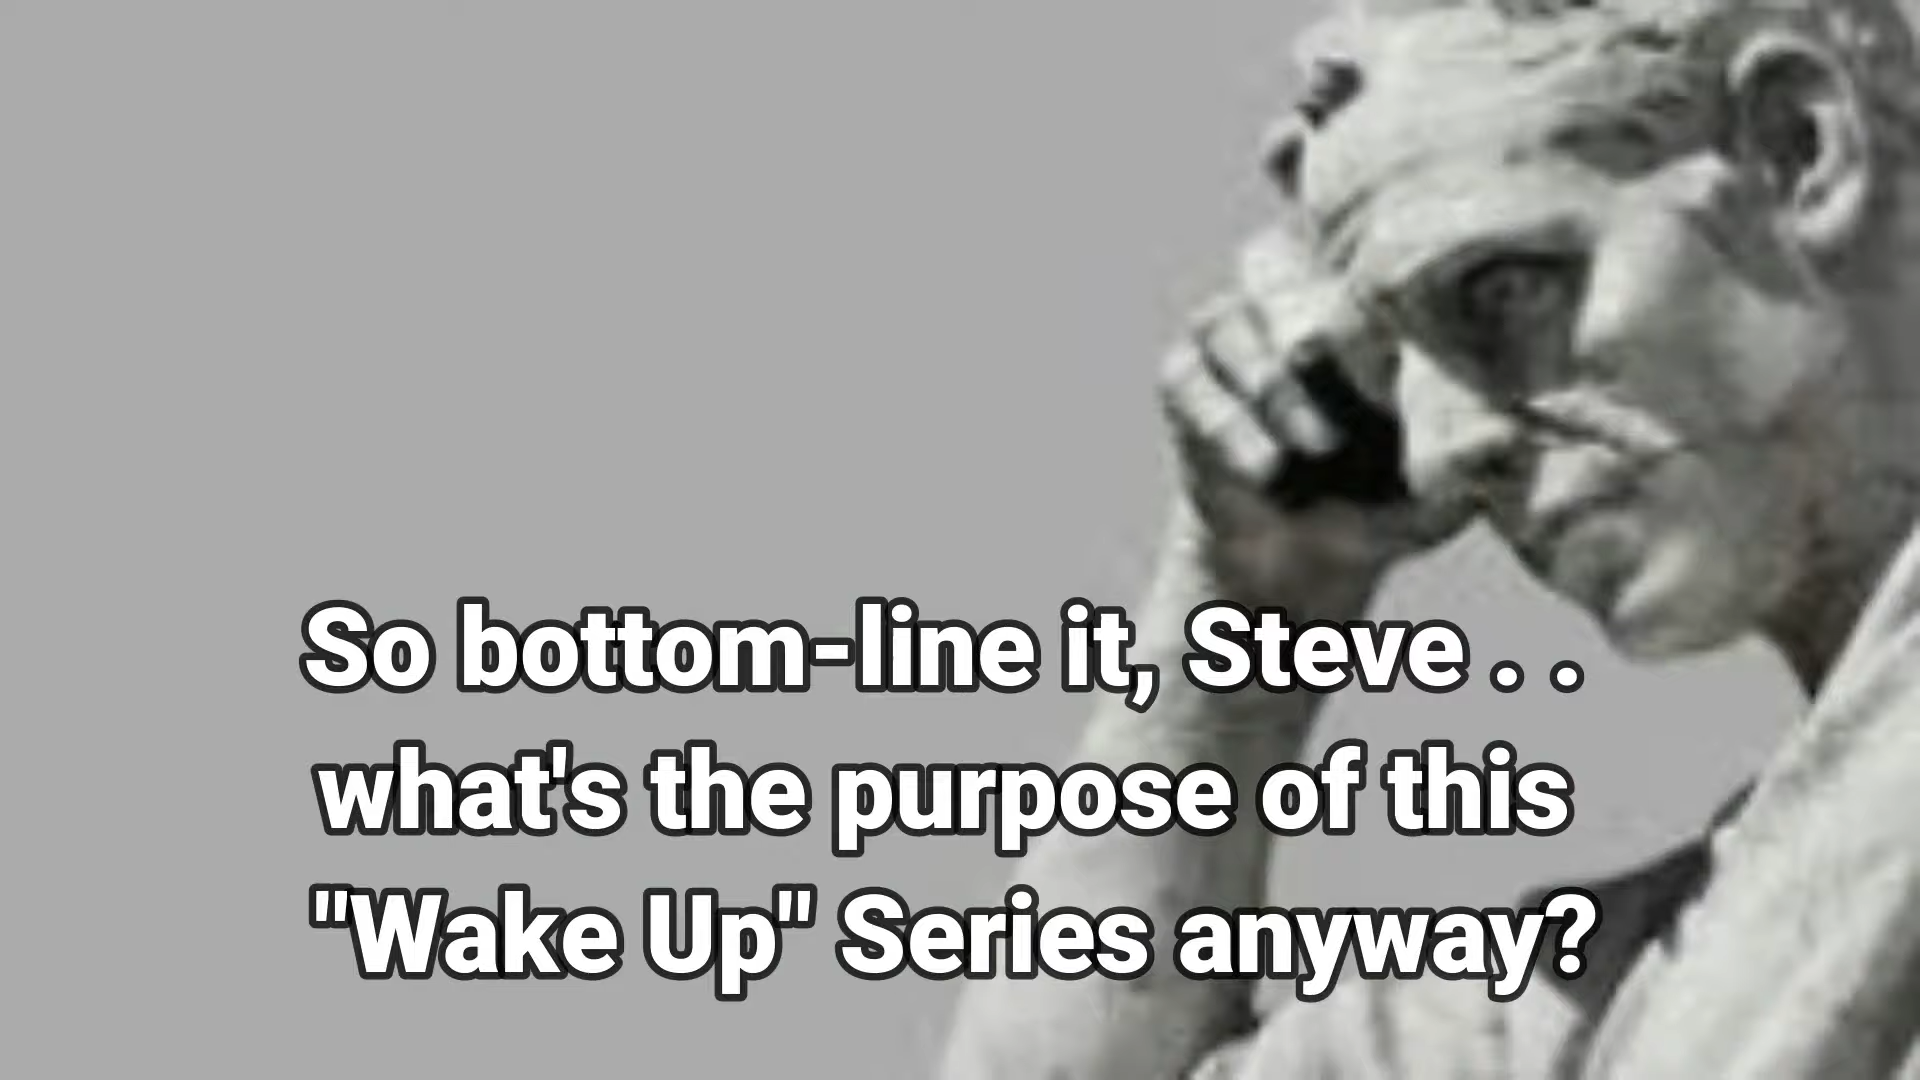 So bottom-line it, Steve . .
what's the purpose of this
"Wake Up" Series anyway?